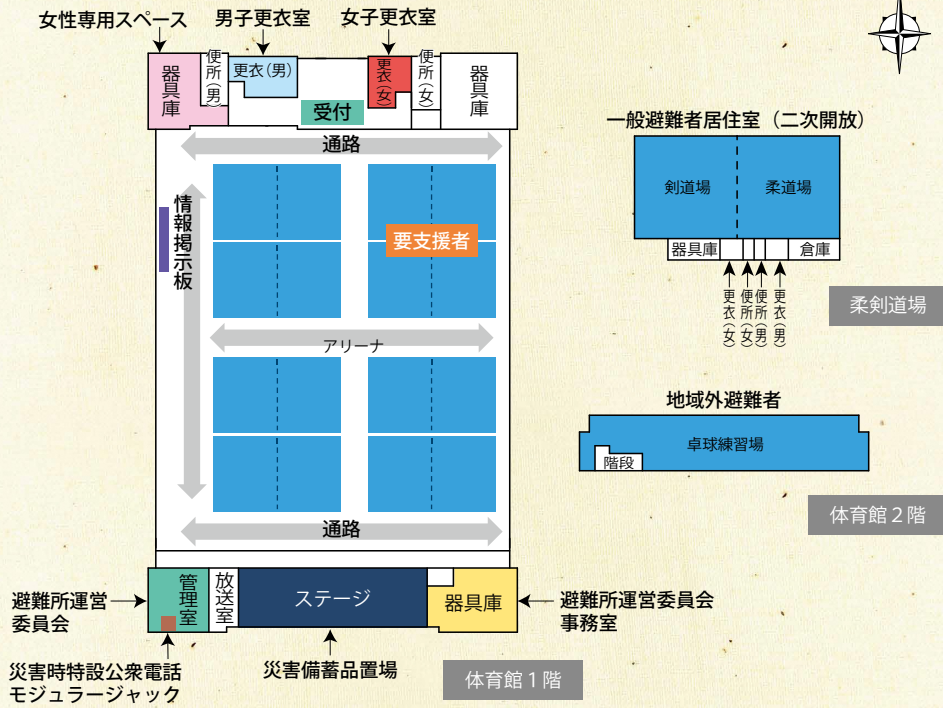 女性専用スペース
男子更衣室
女子更衣室
器具庫
便所(男)
更衣(男)
更衣(女)
便所(女)
器具庫
受付
通路
情報掲示板
要支援者
アリーナ
通路
管理室
放送室
ステージ
器具庫
避難所運営
委員会
避難所運営委員会
事務室
災害時特設公衆電話
モジュラージャック
災害備蓄品置場
体育館1階
一般避難者居住室(二次開放)
剣道場
柔道場
器具庫
倉庫
更衣(女)
便所(女)
便所(男)
更衣(男)
柔剣道場
地域外避難者
卓球練習場
階段
体育館2階